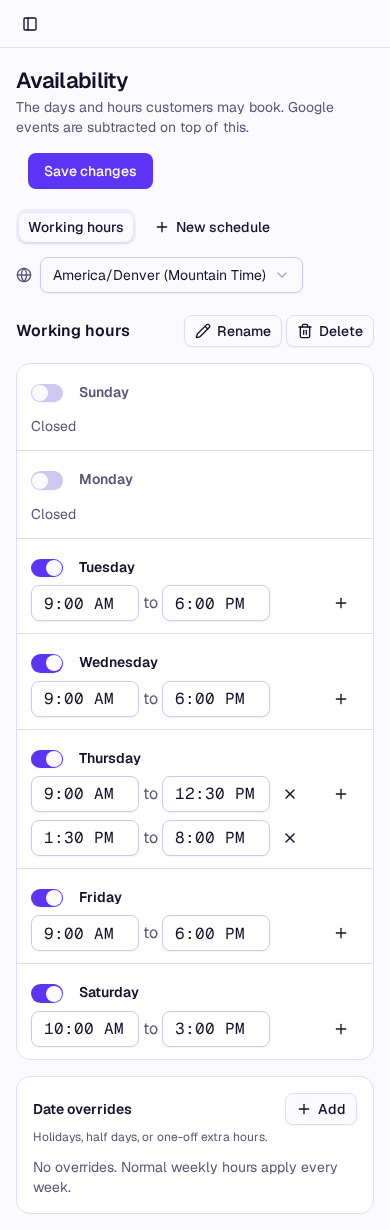 Availability
The days and hours customers may book. Google
events are subtracted on top of this.
Save changes
Working hours
New schedule
America/Denver (Mountain Time)
Working hours
Rename
Delete
Sunday
Closed
Monday
Closed
Tuesday
9:00 AM to 6:00 PM
Wednesday
9:00 AM to 6:00 PM
Thursday
9:00 AM to 12:30 PM
1:30 PM to 8:00 PM
Friday
9:00 AM to 6:00 PM
Saturday
10:00 AM to 3:00 PM
Date overrides
Add
Holidays, half days, or one-off extra hours.
No overrides. Normal weekly hours apply every
week.